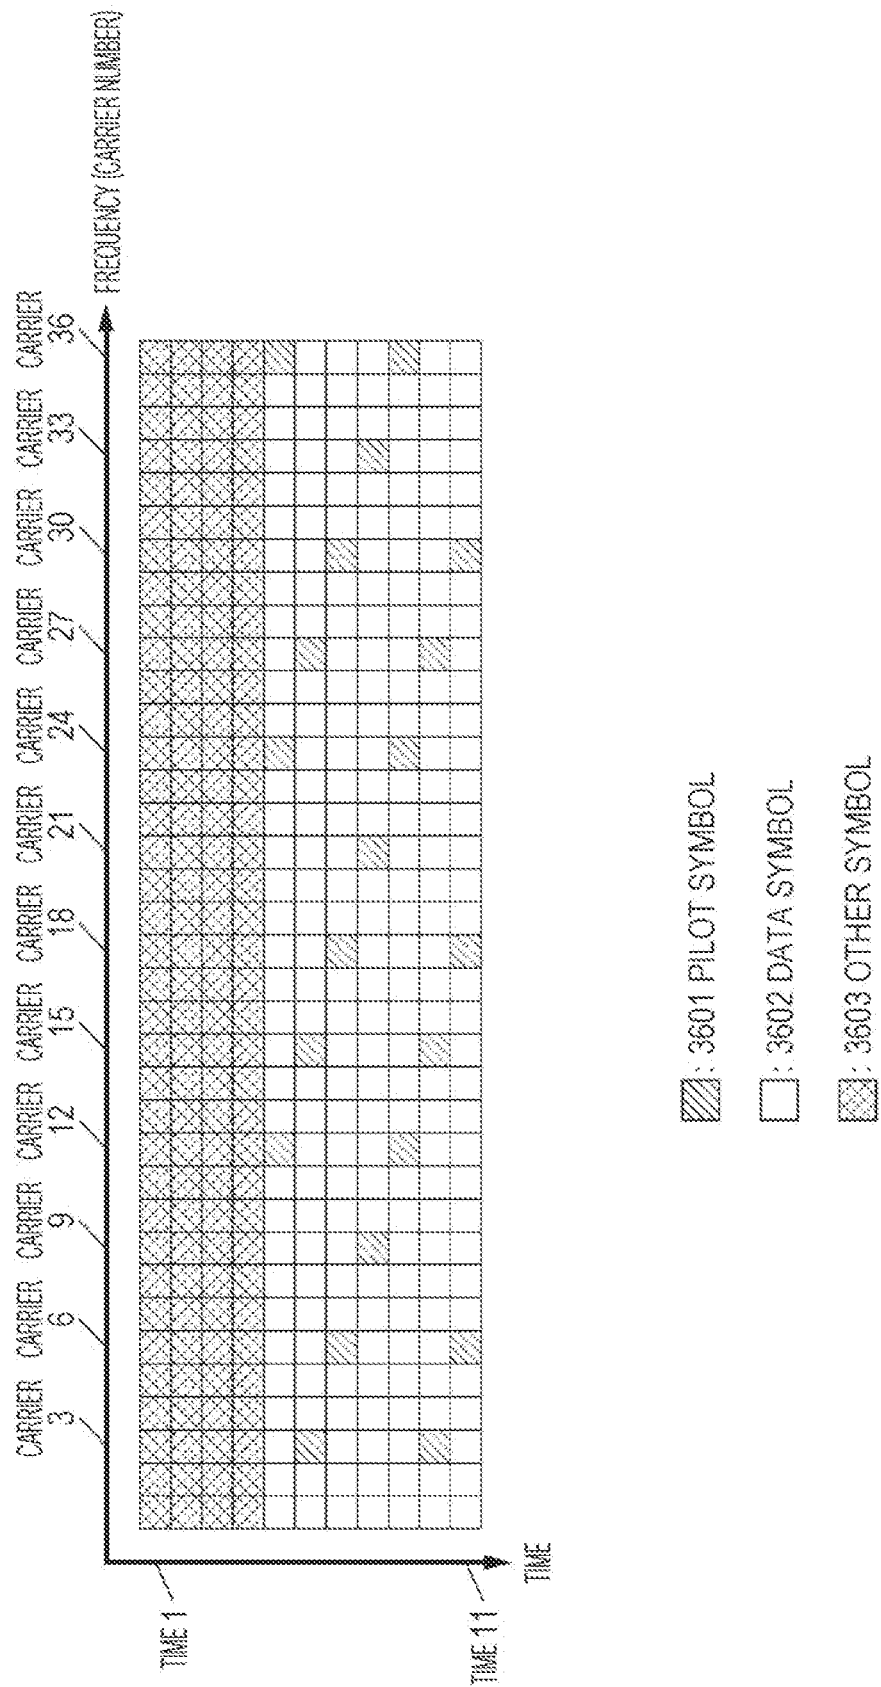 CARRIER 3
CARRIER 6
CARRIER 9
CARRIER 12
CARRIER 15
CARRIER 18
CARRIER 21
CARRIER 24
CARRIER 27
CARRIER 30
CARRIER 33
CARRIER 36
FREQUENCY (CARRIER NUMBER)
TIME 1
TIME 11
TIME
: 3601 PILOT SYMBOL
: 3602 DATA SYMBOL
: 3603 OTHER SYMBOL